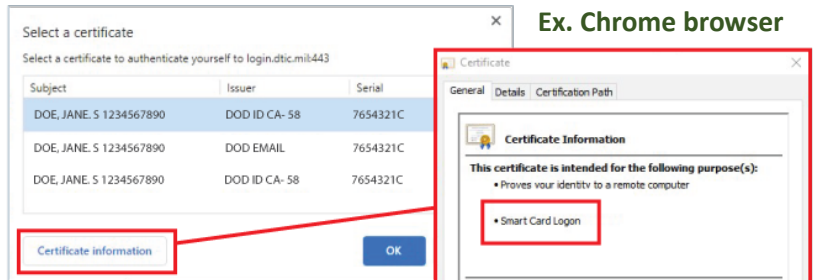 Ex. Chrome browser
Select a certificate
Select a certificate to authenticate yourself to login.dtic.mil:443
Subject Issuer Serial
DOE, JANE. S 1234567890 DOD ID CA- 58 7654321C
DOE, JANE. S 1234567890 DOD EMAIL 7654321C
DOE, JANE. S 1234567890 DOD ID CA- 58 7654321C
Certificate information OK
Certificate
General Details Certification Path
Certificate Information
This certificate is intended for the following purpose(s):
• Proves your identity to a remote computer
• Smart Card Logon